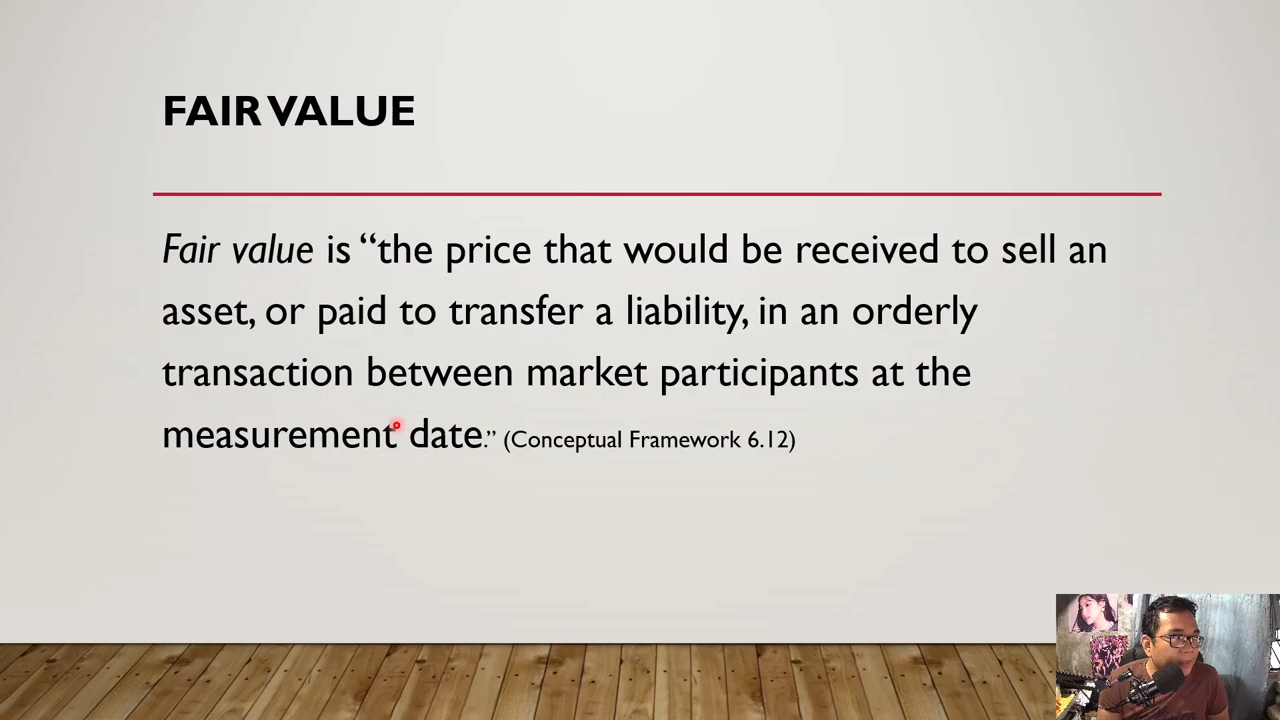 FAIR VALUE
Fair value is “the price that would be received to sell an
asset, or paid to transfer a liability, in an orderly
transaction between market participants at the
measurement date.” (Conceptual Framework 6.12)